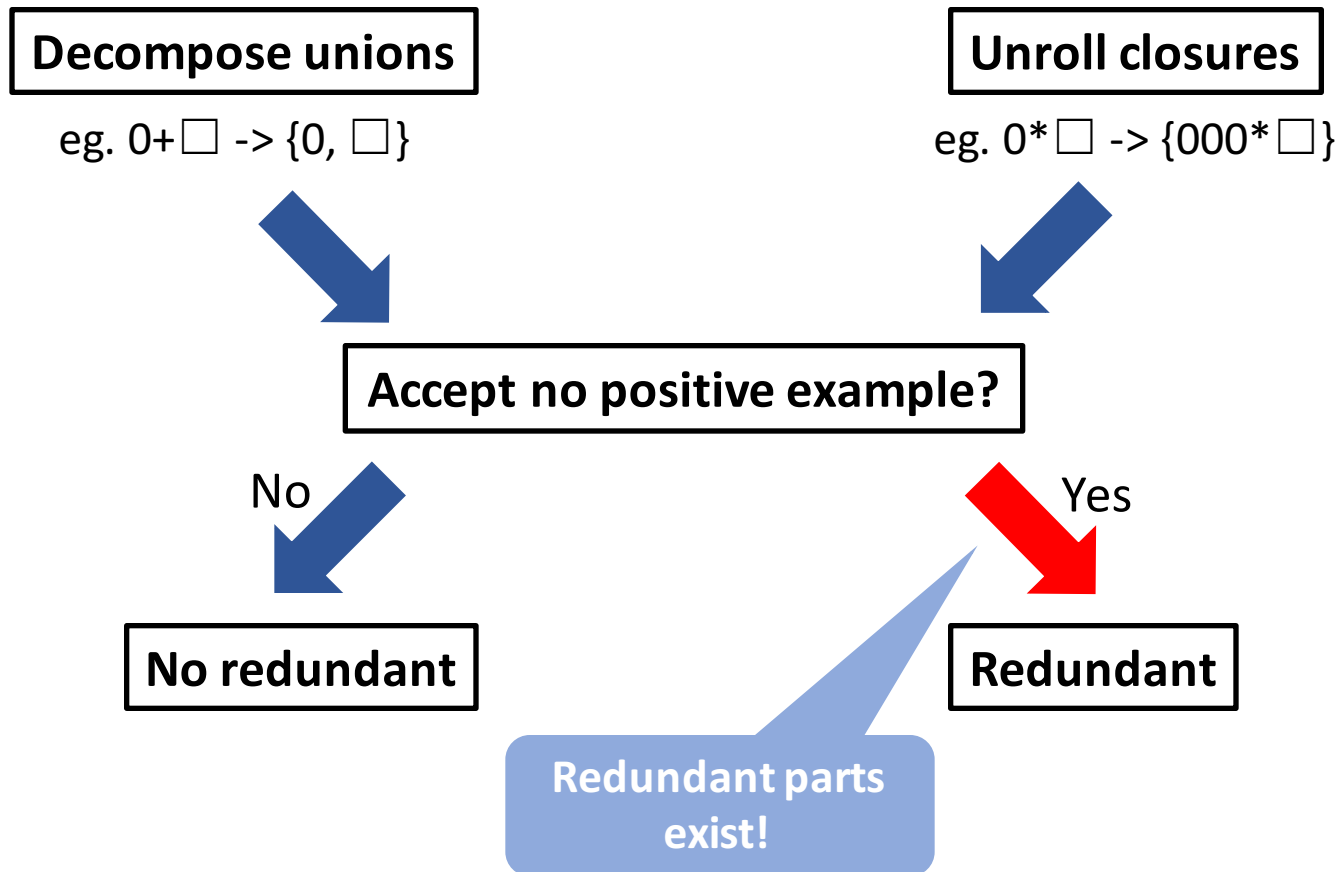 Decompose unions
Unroll closures
eg. 0+□ -> {0, □}
eg. 0*□ -> {000*□}
Accept no positive example?
No
Yes
No redundant
Redundant
Redundant parts
exist!